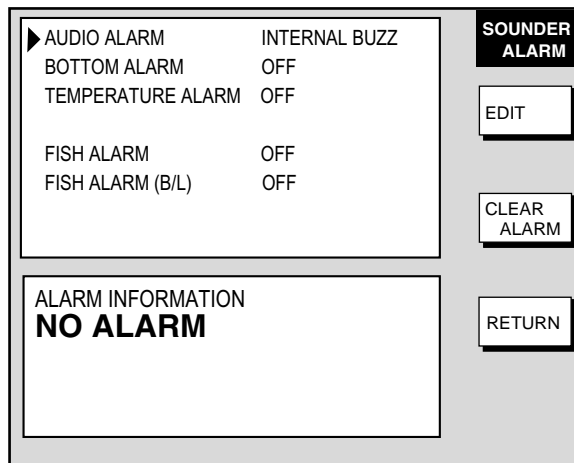 AUDIO ALARM INTERNAL BUZZ
BOTTOM ALARM OFF
TEMPERATURE ALARM OFF
FISH ALARM OFF
FISH ALARM (B/L) OFF
ALARM INFORMATION
NO ALARM
SOUNDER
ALARM
EDIT
CLEAR
ALARM
RETURN